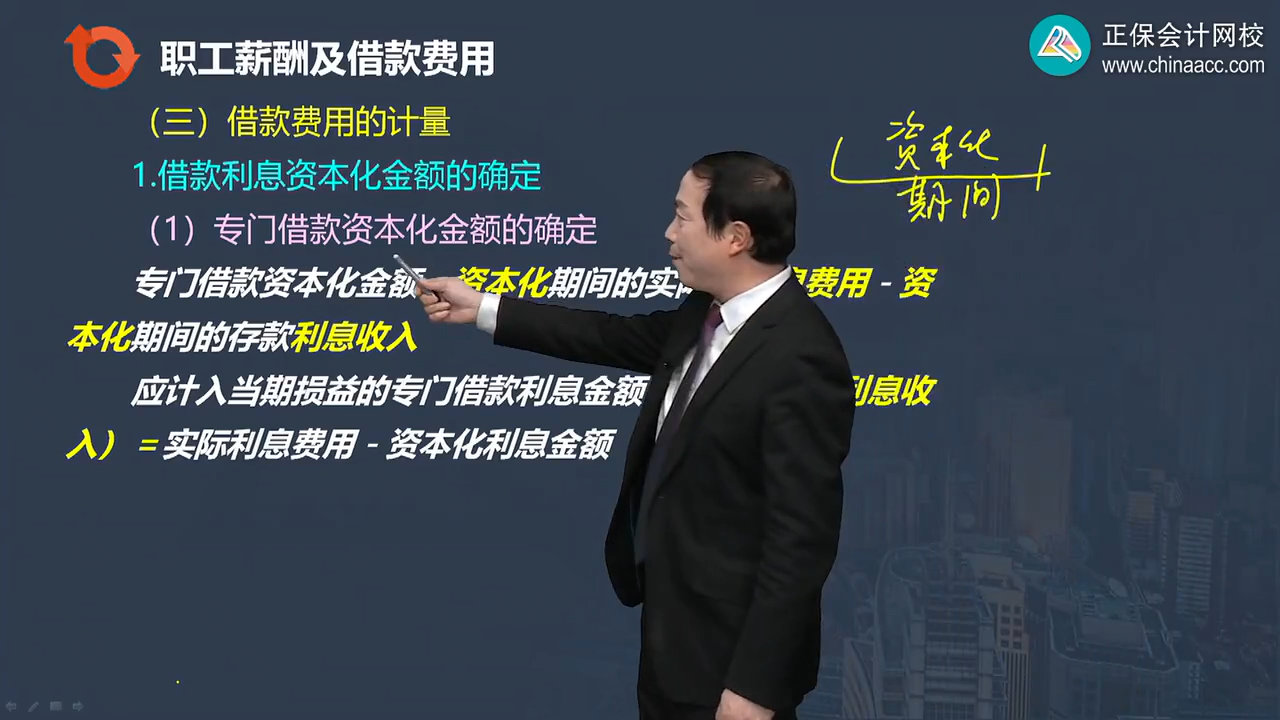 职工薪酬及借款费用
正保会计网校
www.chinaacc.com
（三）借款费用的计量
1.借款利息资本化金额的确定
（1）专门借款资本化金额的确定
专门借款资本化金额 资本化期间的实 费用－资
本化期间的存款利息收入
应计入当期损益的专门借款利息金额 利息收
入）＝实际利息费用－资本化利息金额
资本化
期间